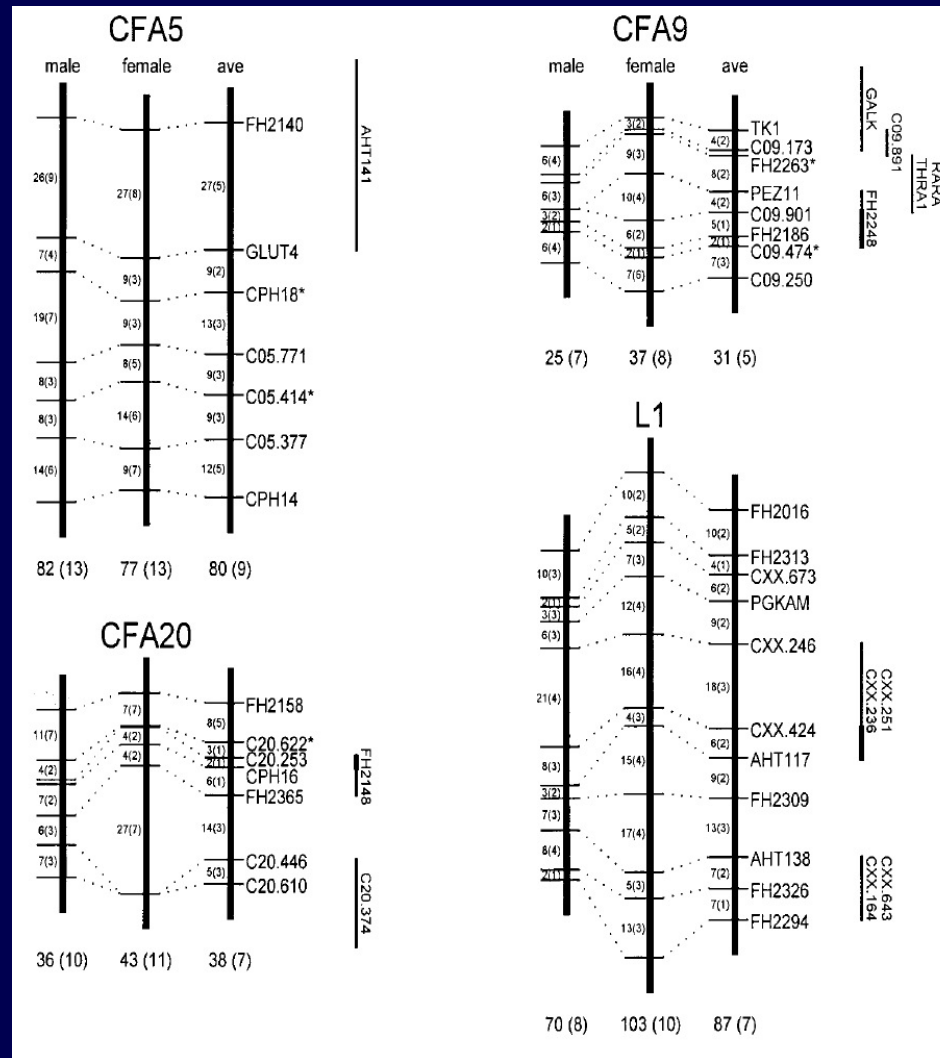 CFA5
male female ave
FH2140
26(9) 27(8) 27(5)
GLUT4
7(4) 9(3) 9(2)
CPH18*
19(7) 9(3) 13(3)
C05.771
8(3) 8(5) 9(3)
C05.414*
8(3) 14(6) 9(3)
C05.377
14(6) 9(7) 12(5)
CPH14
82 (13) 77 (13) 80 (9)
AHT141
CFA20
FH2158
11(7) 7(7) 8(5)
C20.622*
4(2) 4(2) 3(1)
C20.253
4(2) 2(1)
CPH16
7(2) 6(1)
FH2365
6(3) 27(7) 14(3)
C20.446
7(3) 5(3)
C20.610
36 (10) 43 (11) 38 (7)
FH2148
C20.374
CFA9
male female ave
TK1
3(2) 4(2)
C09.173
6(4) 9(3)
FH2263*
8(2)
PEZ11
6(3) 10(4) 4(2)
C09.901
3(2) 5(1)
FH2186
2(1) 6(2) 2(1)
C09.474*
6(4) 2(1) 7(3)
C09.250
7(6)
25 (7) 37 (8) 31 (5)
GALK
C09.891
RARA
THRA1
FH2248
L1
FH2016
10(3) 10(2) 10(2)
FH2313
2(1) 5(2) 4(1)
CXX.673
3(3) 7(3) 6(2)
PGKAM
6(3) 12(4) 9(2)
CXX.246
21(4) 16(4) 18(3)
CXX.424
8(3) 4(3) 6(2)
AHT117
3(2) 15(4) 9(2)
FH2309
7(3) 17(4) 13(3)
AHT138
5(3) 7(2)
FH2326
2(1) 13(3) 7(1)
FH2294
70 (8) 103 (10) 87 (7)
CXX.251
CXX.236
CXX.643
CXX.164